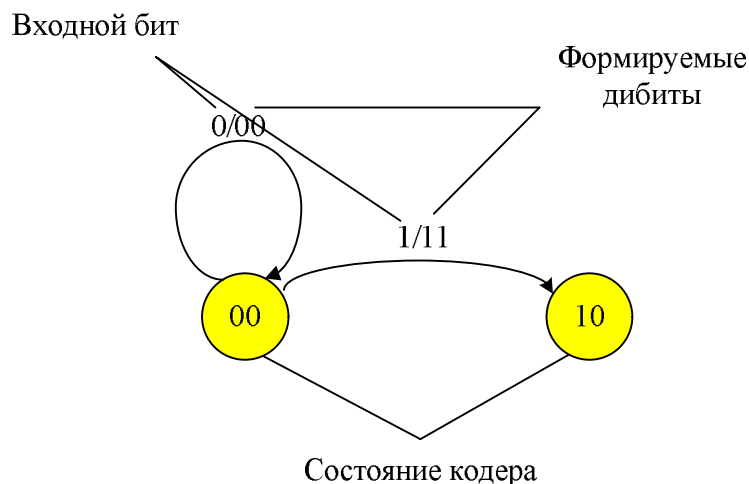 Входной бит
Формируемые
дибиты
0/00
1/11
00
10
Состояние кодера